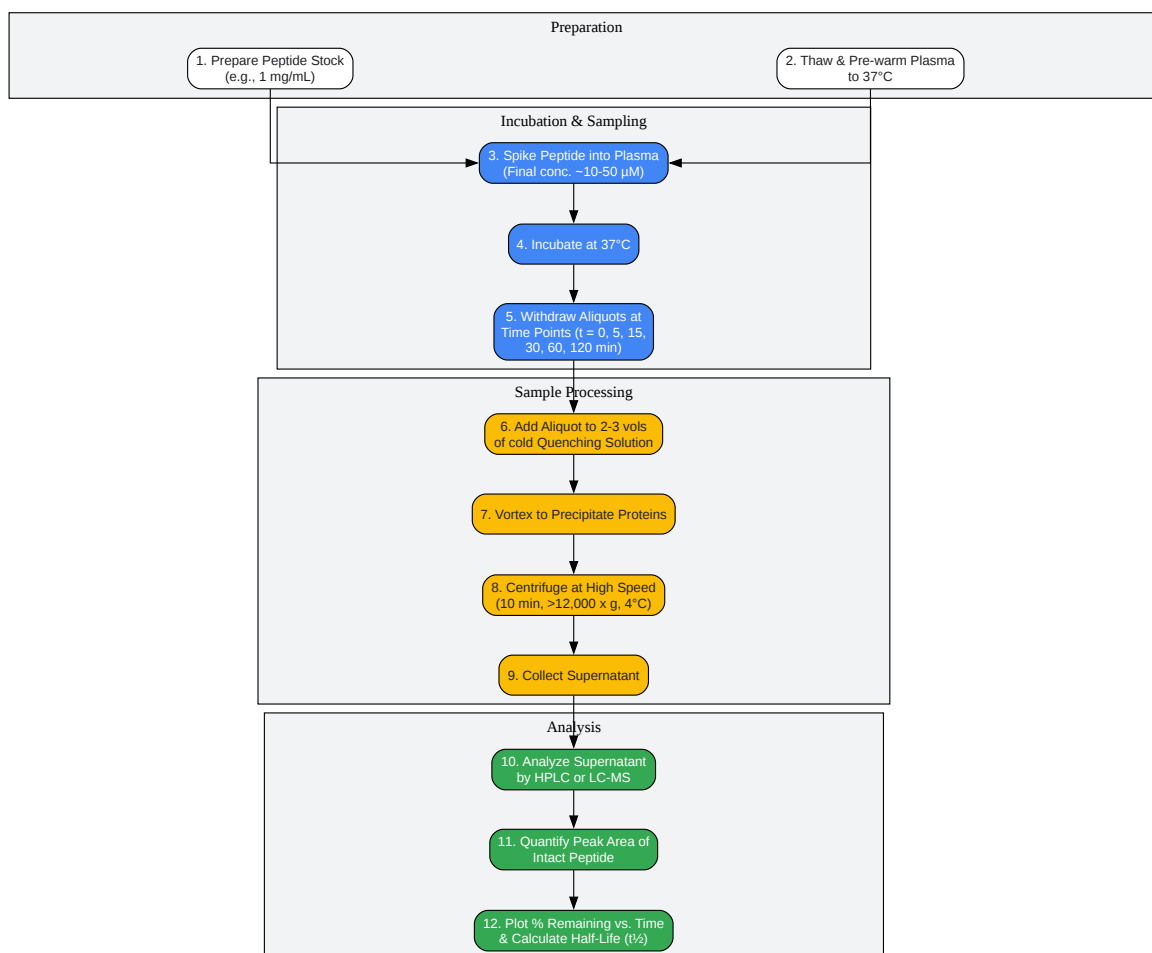 Preparation
1. Prepare Peptide Stock
(e.g., 1 mg/mL)
2. Thaw & Pre-warm Plasma
to 37°C
Incubation & Sampling
3. Spike Peptide into Plasma
(Final conc. ~10-50 µM)
4. Incubate at 37°C
5. Withdraw Aliquots at
Time Points (t = 0, 5, 15,
30, 60, 120 min)
Sample Processing
6. Add Aliquot to 2-3 vols
of cold Quenching Solution
7. Vortex to Precipitate Proteins
8. Centrifuge at High Speed
(10 min, >12,000 x g, 4°C)
9. Collect Supernatant
Analysis
10. Analyze Supernatant
by HPLC or LC-MS
11. Quantify Peak Area of
Intact Peptide
12. Plot % Remaining vs. Time
& Calculate Half-Life (t½)